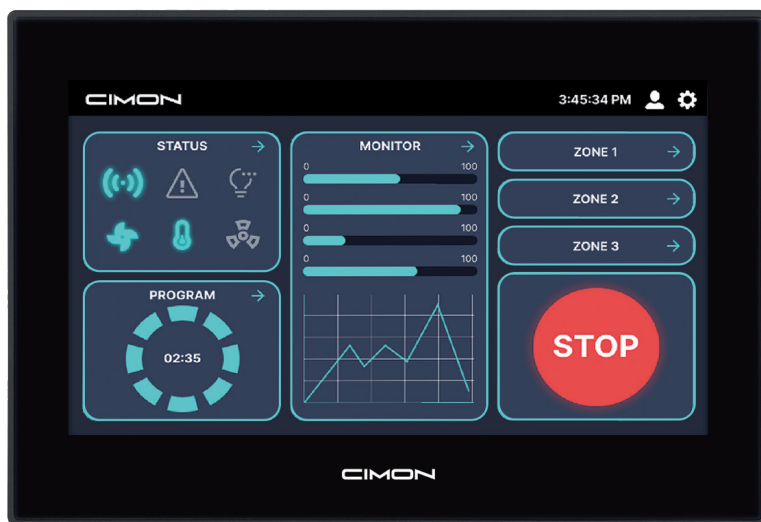 CIMON
3:45:34 PM
STATUS
MONITOR
0 100
0 100
0 100
0 100
PROGRAM
02:35
ZONE 1
ZONE 2
ZONE 3
STOP
CIMON